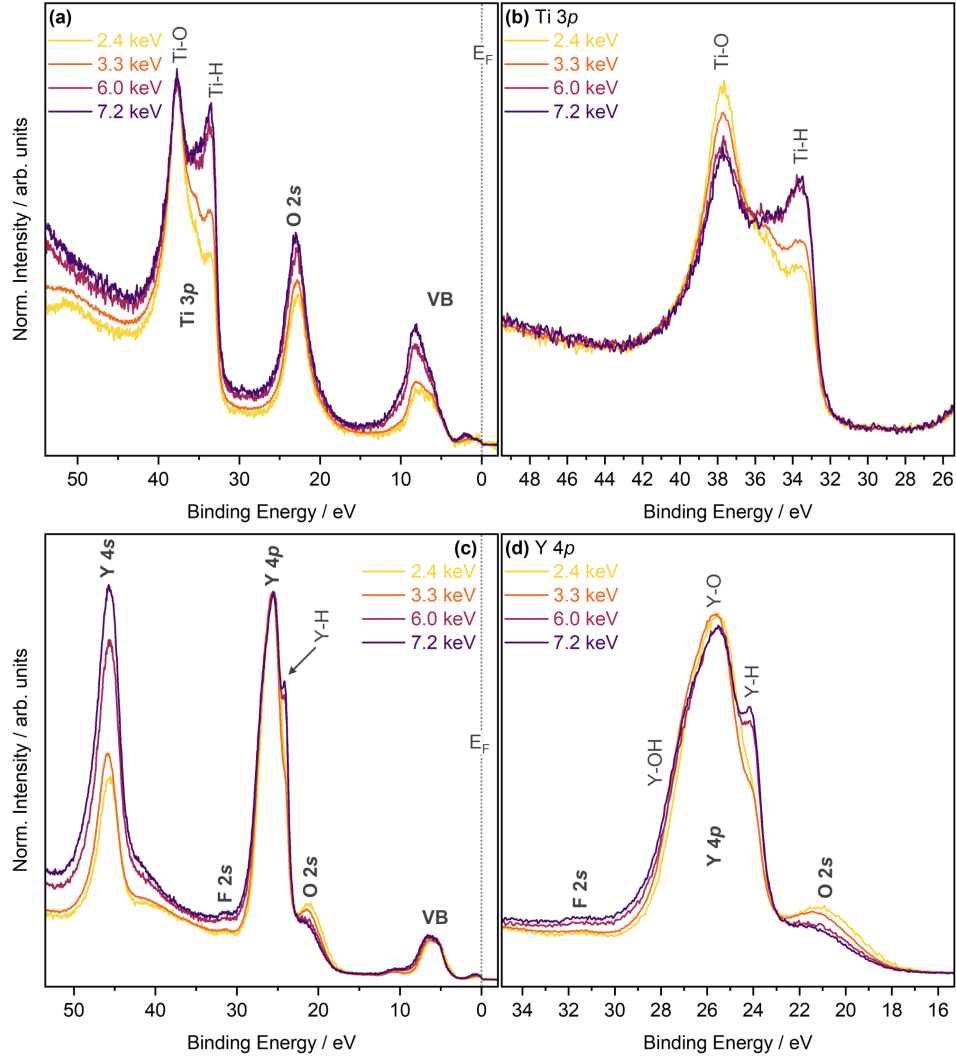 (a)
2.4 keV
3.3 keV
6.0 keV
7.2 keV
Ti-O
Ti-H
E_F
O 2s
Ti 3p
VB
Norm. Intensity / arb. units
50 40 30 20 10 0
Binding Energy / eV
(b) Ti 3p
2.4 keV
3.3 keV
6.0 keV
7.2 keV
Ti-O
Ti-H
48 46 44 42 40 38 36 34 32 30 28 26
Binding Energy / eV
(c)
Y 4s
Y 4p
2.4 keV
3.3 keV
6.0 keV
7.2 keV
Y-H
E_F
F 2s
O 2s
VB
Norm. Intensity / arb. units
50 40 30 20 10 0
Binding Energy / eV
(d) Y 4p
2.4 keV
3.3 keV
6.0 keV
7.2 keV
Y-O
Y-H
Y-OH
F 2s
Y 4p
O 2s
34 32 30 28 26 24 22 20 18 16
Binding Energy / eV